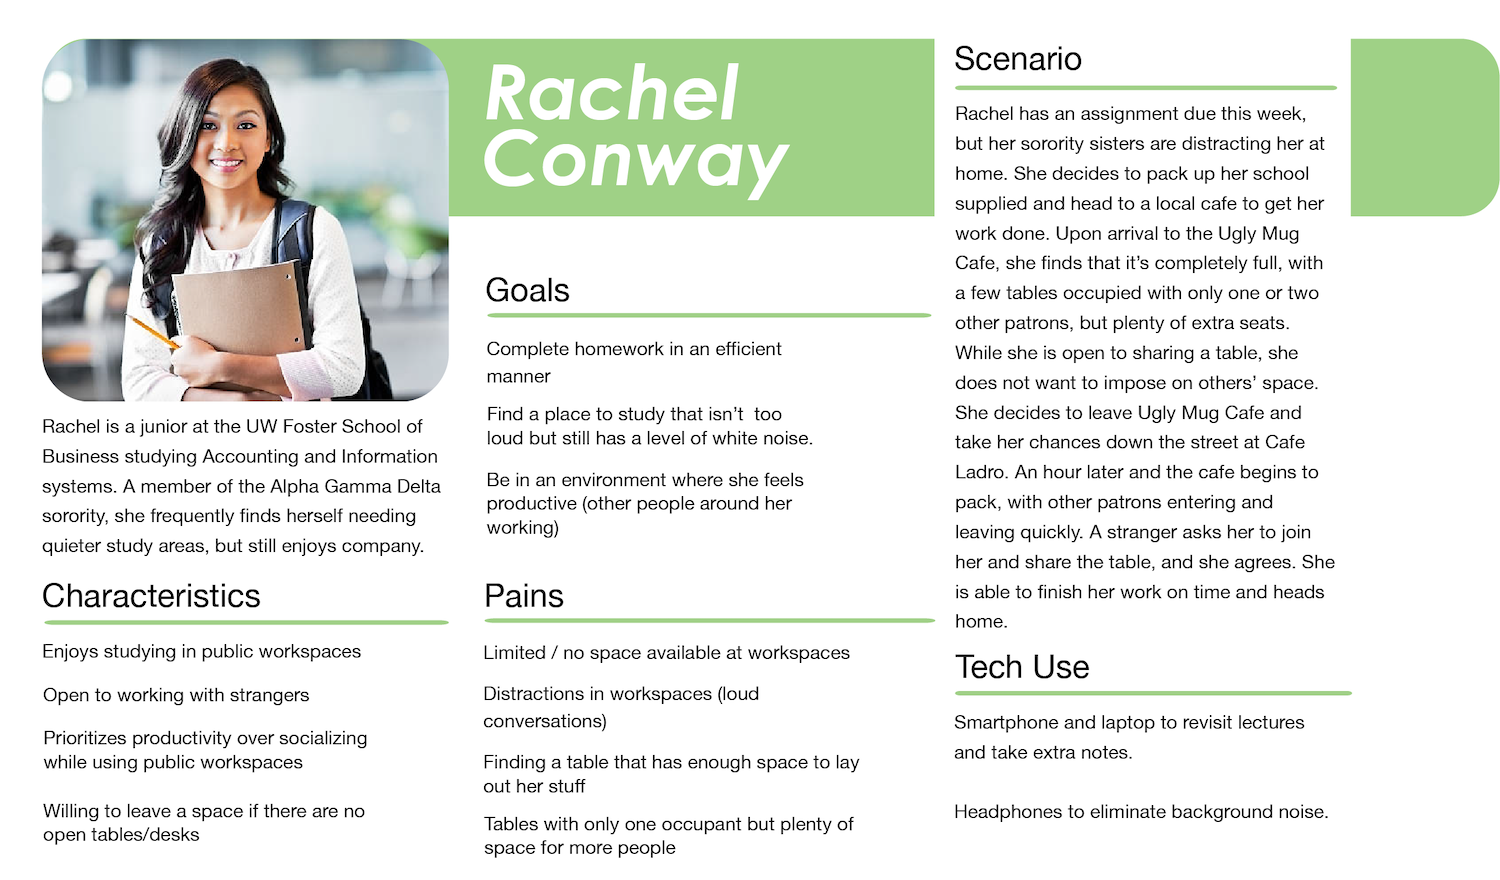 Rachel
Conway
Rachel is a junior at the UW Foster School of
Business studying Accounting and Information
systems. A member of the Alpha Gamma Delta
sorority, she frequently finds herself needing
quieter study areas, but still enjoys company.
Characteristics
Enjoys studying in public workspaces
Open to working with strangers
Prioritizes productivity over socializing
while using public workspaces
Willing to leave a space if there are no
open tables/desks
Goals
Complete homework in an efficient
manner
Find a place to study that isn’t  too
loud but still has a level of white noise.
Be in an environment where she feels
productive (other people around her
working)
Pains
Limited / no space available at workspaces
Distractions in workspaces (loud
conversations)
Finding a table that has enough space to lay
out her stuff
Tables with only one occupant but plenty of
space for more people
Scenario
Rachel has an assignment due this week,
but her sorority sisters are distracting her at
home. She decides to pack up her school
supplied and head to a local cafe to get her
work done. Upon arrival to the Ugly Mug
Cafe, she finds that it’s completely full, with
a few tables occupied with only one or two
other patrons, but plenty of extra seats.
While she is open to sharing a table, she
does not want to impose on others’ space.
She decides to leave Ugly Mug Cafe and
take her chances down the street at Cafe
Ladro. An hour later and the cafe begins to
pack, with other patrons entering and
leaving quickly. A stranger asks her to join
her and share the table, and she agrees. She
is able to finish her work on time and heads
home.
Tech Use
Smartphone and laptop to revisit lectures
and take extra notes.
Headphones to eliminate background noise.